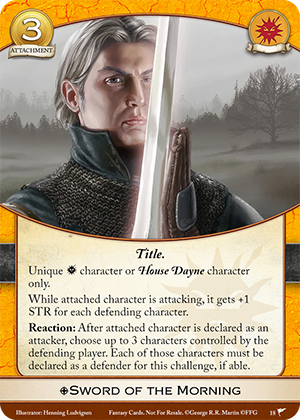 3
ATTACHMENT
Title.
Unique character or House Dayne character
only.
While attached character is attacking, it gets +1
STR for each defending character.
Reaction: After attached character is declared as an
attacker, choose up to 3 characters controlled by the
defending player. Each of those characters must be
declared as a defender for this challenge, if able.
SWORD OF THE MORNING
Illustrator: Henning Ludvigsen Fantasy Cards. Not For Resale. ©George R.R. Martin ©FFG 18